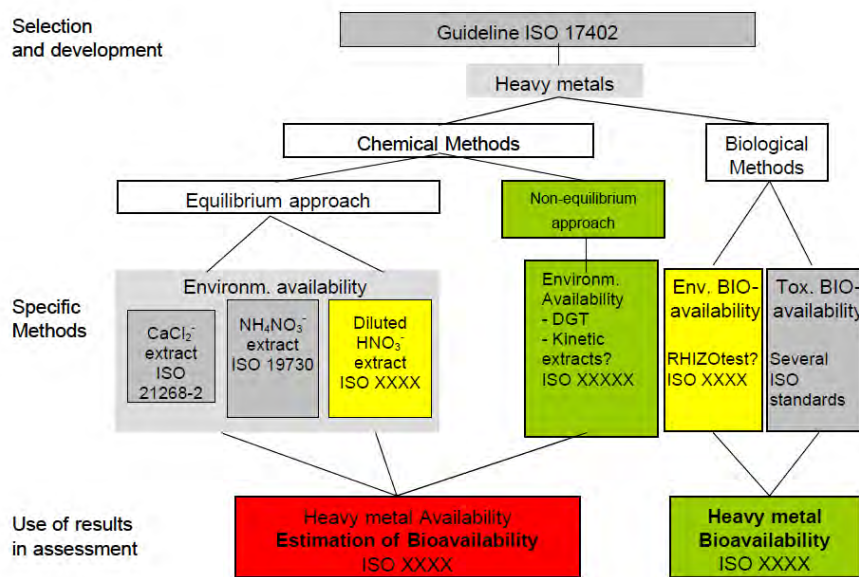 Selection
and development
Guideline ISO 17402
Heavy metals
Chemical Methods
Biological
Methods
Equilibrium approach
Non-equilibrium
approach
Specific
Methods
Environm. availability
CaCl₂⁻
extract
ISO
21268-2
NH₄NO₃⁻
extract
ISO 19730
Diluted
HNO₃⁻
extract
ISO XXXX
Environm.
Availability
- DGT
- Kinetic
extracts?
ISO XXXXX
Env. BIO-
availability
RHIZOtest?
ISO XXXX
Tox. BIO-
availability
Several
ISO
standards
Use of results
in assessment
Heavy metal Availability
Estimation of Bioavailability
ISO XXXX
Heavy metal
Bioavailability
ISO XXXX